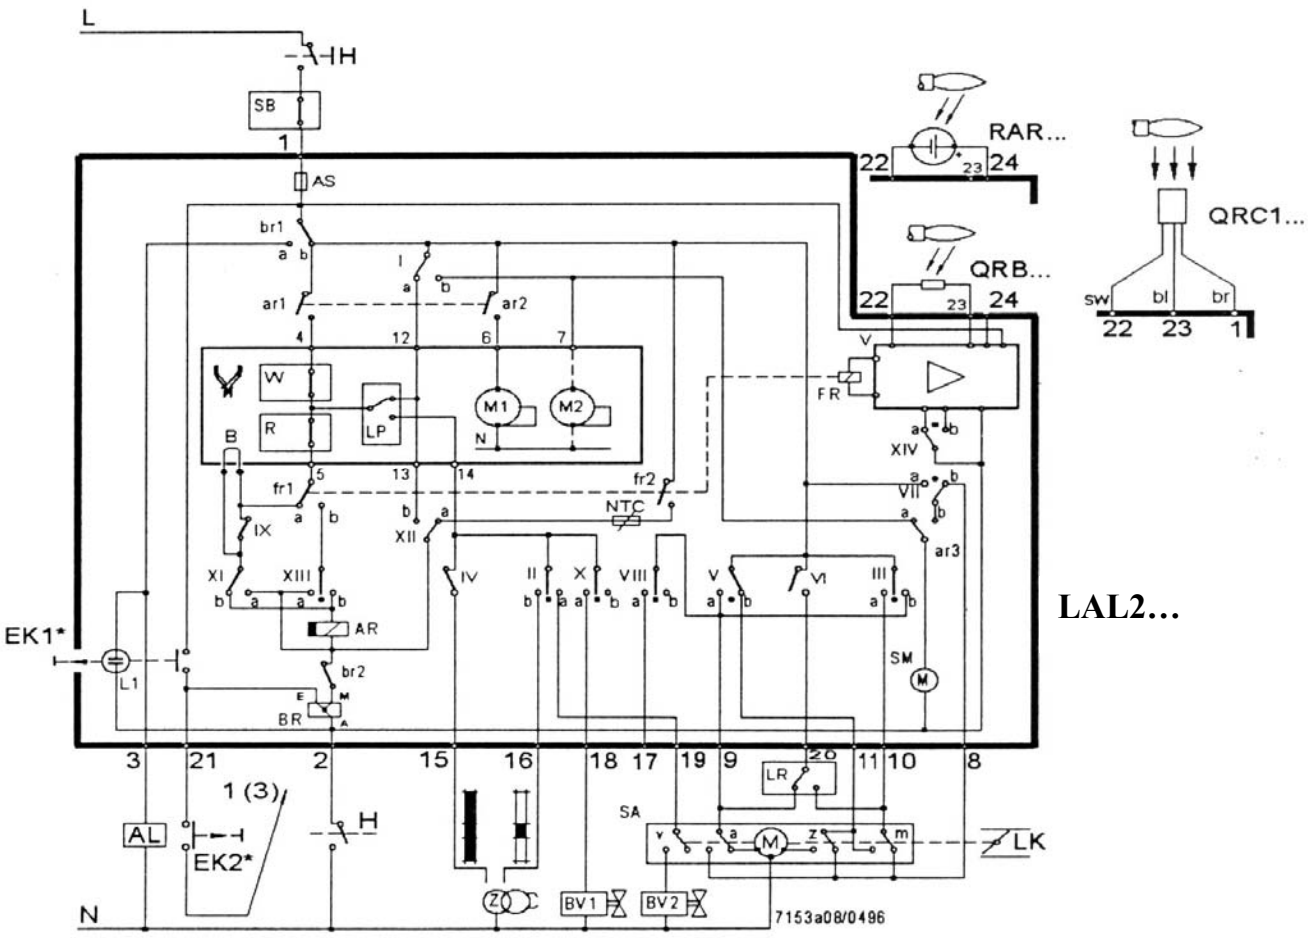 L
H
SB
1
AS
br1
a b
I
a b
ar1
ar2
4 12 6 7
W
R
LP
M1
M2
N
B
5 13 14
fr1
a b
b a
fr2
NTC
IX
XII
XI
XIII
b a a b
IV
II
X
VIII
b a a b a b
V
VI
III
a b a b
AR
br2
E M
BR
A
EK1*
L1
RAR...
22 23 24
+
QRB...
22 23 24
QRC1...
sw bl br
22 23 1
V
FR
a b
XIV
a b
VII
a b
ar3
SM
M
LAL2…
3 21 2 15 16 18 17 19 9 20 11 10 8
1 (3)
AL
EK2*
H
LR
SA
v a M z m
LK
Z
BV1
BV2
7153a08/0496
N